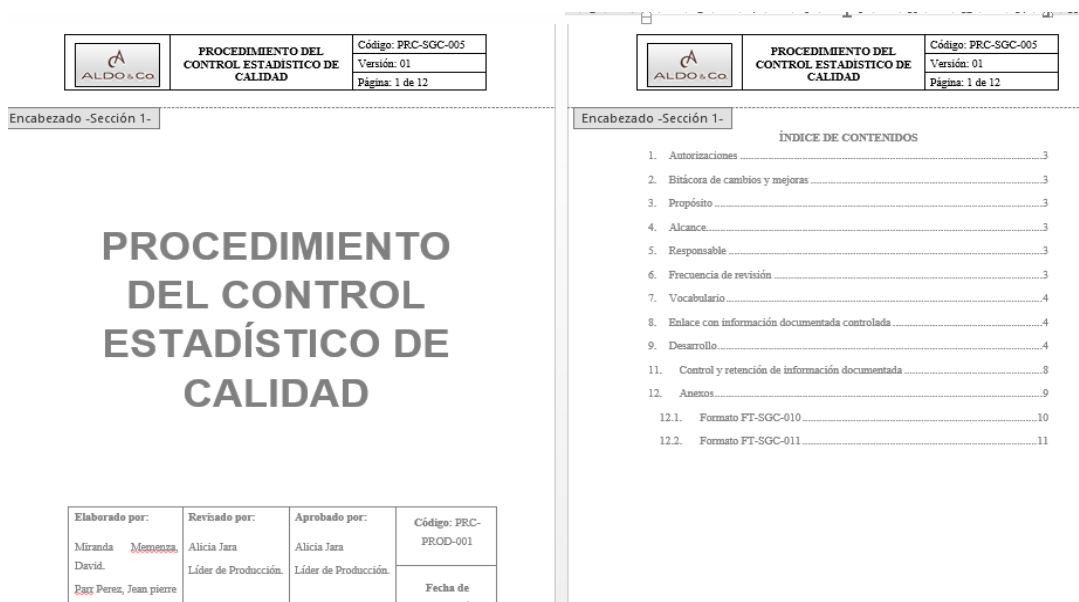 ALDO & Co.
PROCEDIMIENTO DEL
CONTROL ESTADÍSTICO DE
CALIDAD
Código: PRC-SGC-005
Versión: 01
Página: 1 de 12
Encabezado -Sección 1-
PROCEDIMIENTO
DEL CONTROL
ESTADÍSTICO DE
CALIDAD
Elaborado por:
Miranda Memenza,
David.
Parr Perez, Jean pierre
Revisado por:
Alicia Jara
Líder de Producción.
Aprobado por:
Alicia Jara
Líder de Producción.
Código: PRC-
PROD-001
Fecha de
ALDO & Co.
PROCEDIMIENTO DEL
CONTROL ESTADÍSTICO DE
CALIDAD
Código: PRC-SGC-005
Versión: 01
Página: 1 de 12
Encabezado -Sección 1-
ÍNDICE DE CONTENIDOS
1. Autorizaciones 3
2. Bitácora de cambios y mejoras 3
3. Propósito 3
4. Alcance 3
5. Responsable 3
6. Frecuencia de revisión 3
7. Vocabulario 4
8. Enlace con información documentada controlada 4
9. Desarrollo 4
11. Control y retención de información documentada 8
12. Anexos 9
12.1. Formato FT-SGC-010 10
12.2. Formato FT-SGC-011 11